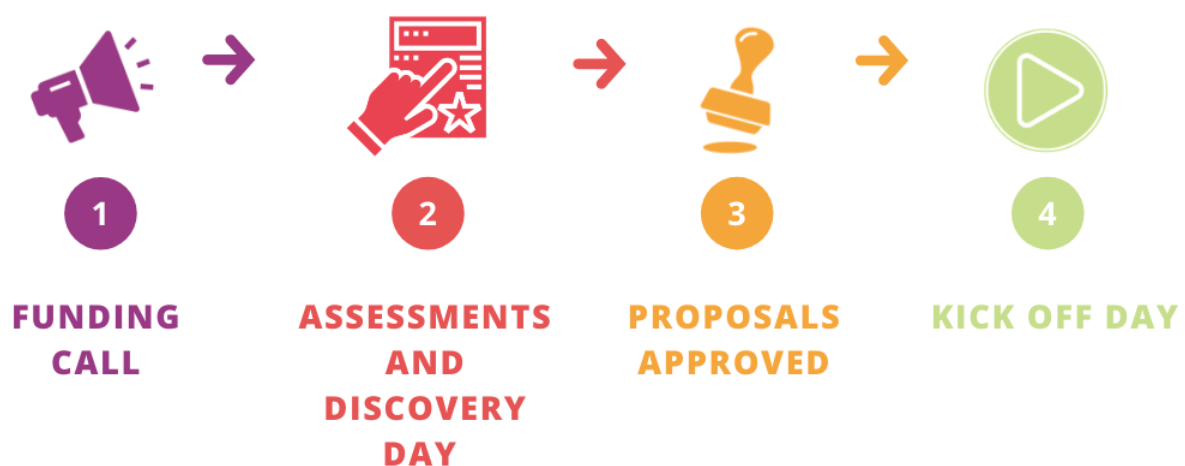 1
FUNDING
CALL
2
ASSESSMENTS
AND
DISCOVERY
DAY
3
PROPOSALS
APPROVED
4
KICK OFF DAY